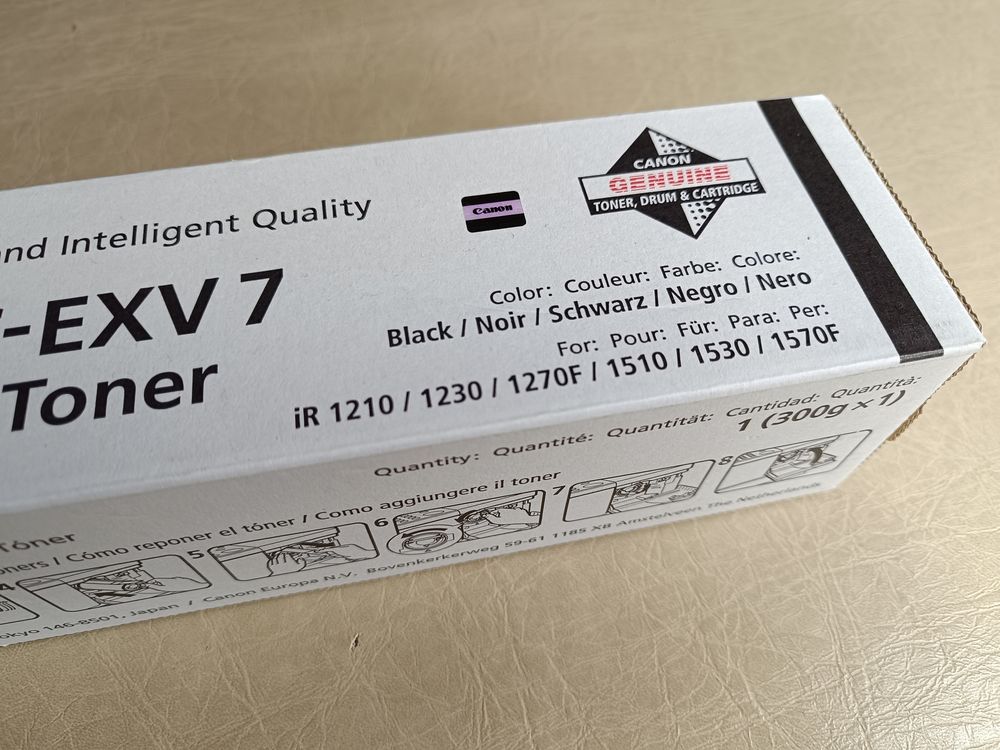 and Intelligent Quality
-EXV 7
Toner
Canon
CANON
GENUINE
TONER, DRUM & CARTRIDGE
Color: Couleur: Farbe: Colore:
Black / Noir / Schwarz / Negro / Nero
For: Pour: Für: Para: Per:
iR 1210 / 1230 / 1270F / 1510 / 1530 / 1570F
Quantity: Quantité: Quantität: Cantidad: Quantità:
1 (300g × 1)
Tóner
/ Cómo reponer el tóner / Como aggiungere il toner
4 5 6 7 8
146-8501, Japan / Canon Europa N.V. Bovenkerkerweg 59-61 1185 XB Amstelveen The Netherlands